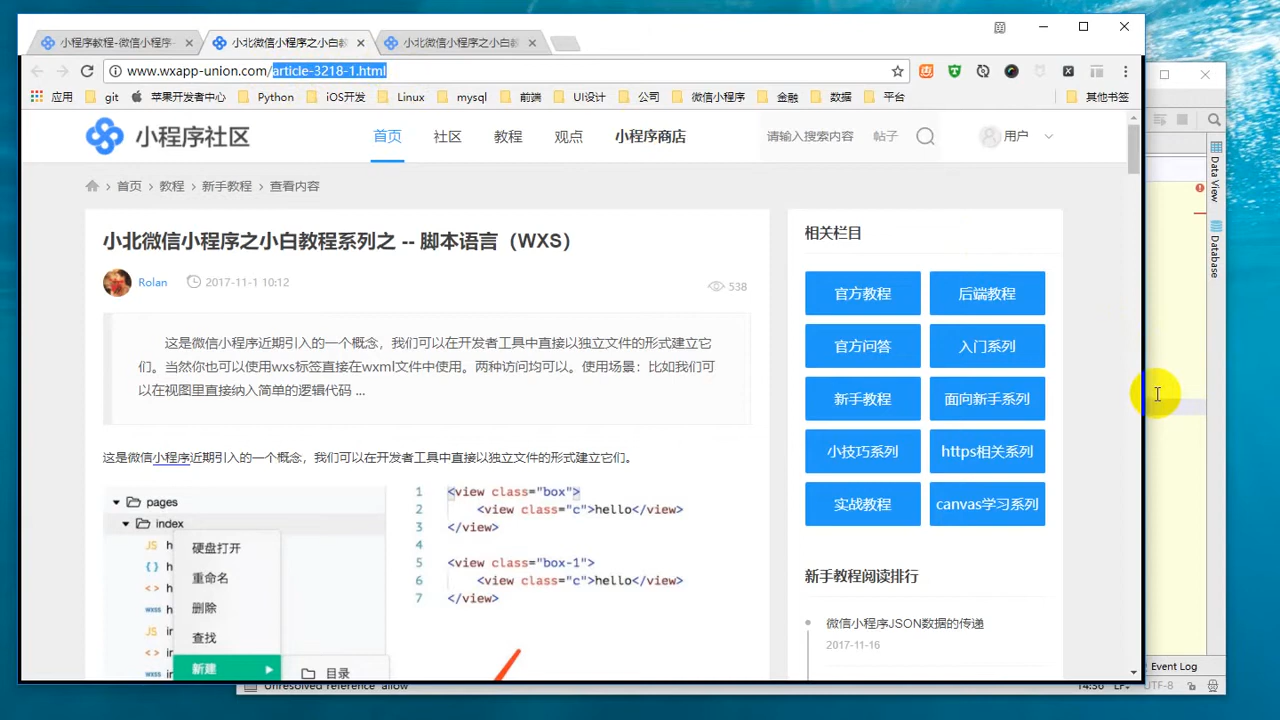 小程序教程-微信小程序-
小北微信小程序之小白教
小北微信小程序之小白教
www.wxapp-union.com/article-3218-1.html
应用 git 苹果开发者中心 Python iOS开发 Linux mysql 前端 UI设计 公司 微信小程序 金融 数据 平台 其他书签
小程序社区 首页 社区 教程 观点 小程序商店 请输入搜索内容 帖子 用户
首页 > 教程 > 新手教程 > 查看内容
小北微信小程序之小白教程系列之 -- 脚本语言（WXS）
Rolan 2017-11-1 10:12 538
这是微信小程序近期引入的一个概念，我们可以在开发者工具中直接以独立文件的形式建立它
们。当然你也可以使用wxs标签直接在wxml文件中使用。两种访问均可以。使用场景：比如我们可
以在视图里直接纳入简单的逻辑代码 ...
这是微信小程序近期引入的一个概念，我们可以在开发者工具中直接以独立文件的形式建立它们。
pages
index
JS h
{ } h
< > h
wxss h
JS ir
< > ir
wxss ir
硬盘打开
重命名
删除
查找
新建
目录
1 <view class="box">
2 <view class="c">hello</view>
3 </view>
4
5 <view class="box-1">
6 <view class="c">hello</view>
7 </view>
相关栏目
官方教程 后端教程
官方问答 入门系列
新手教程 面向新手系列
小技巧系列 https相关系列
实战教程 canvas学习系列
新手教程阅读排行
微信小程序JSON数据的传递
2017-11-16
Data View
Database
Event Log
Unresolved reference 'allow'
14:56 LF UTF-8